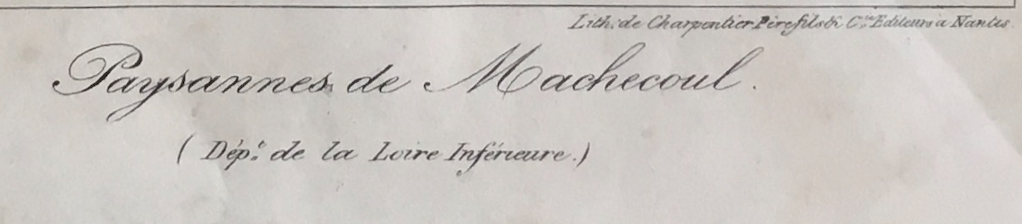 Lith: de Charpentier Père fils & C.ie Editeurs a Nantes.
Paysannes de Machecoul.
( Dép.t de la Loire Inférieure.)